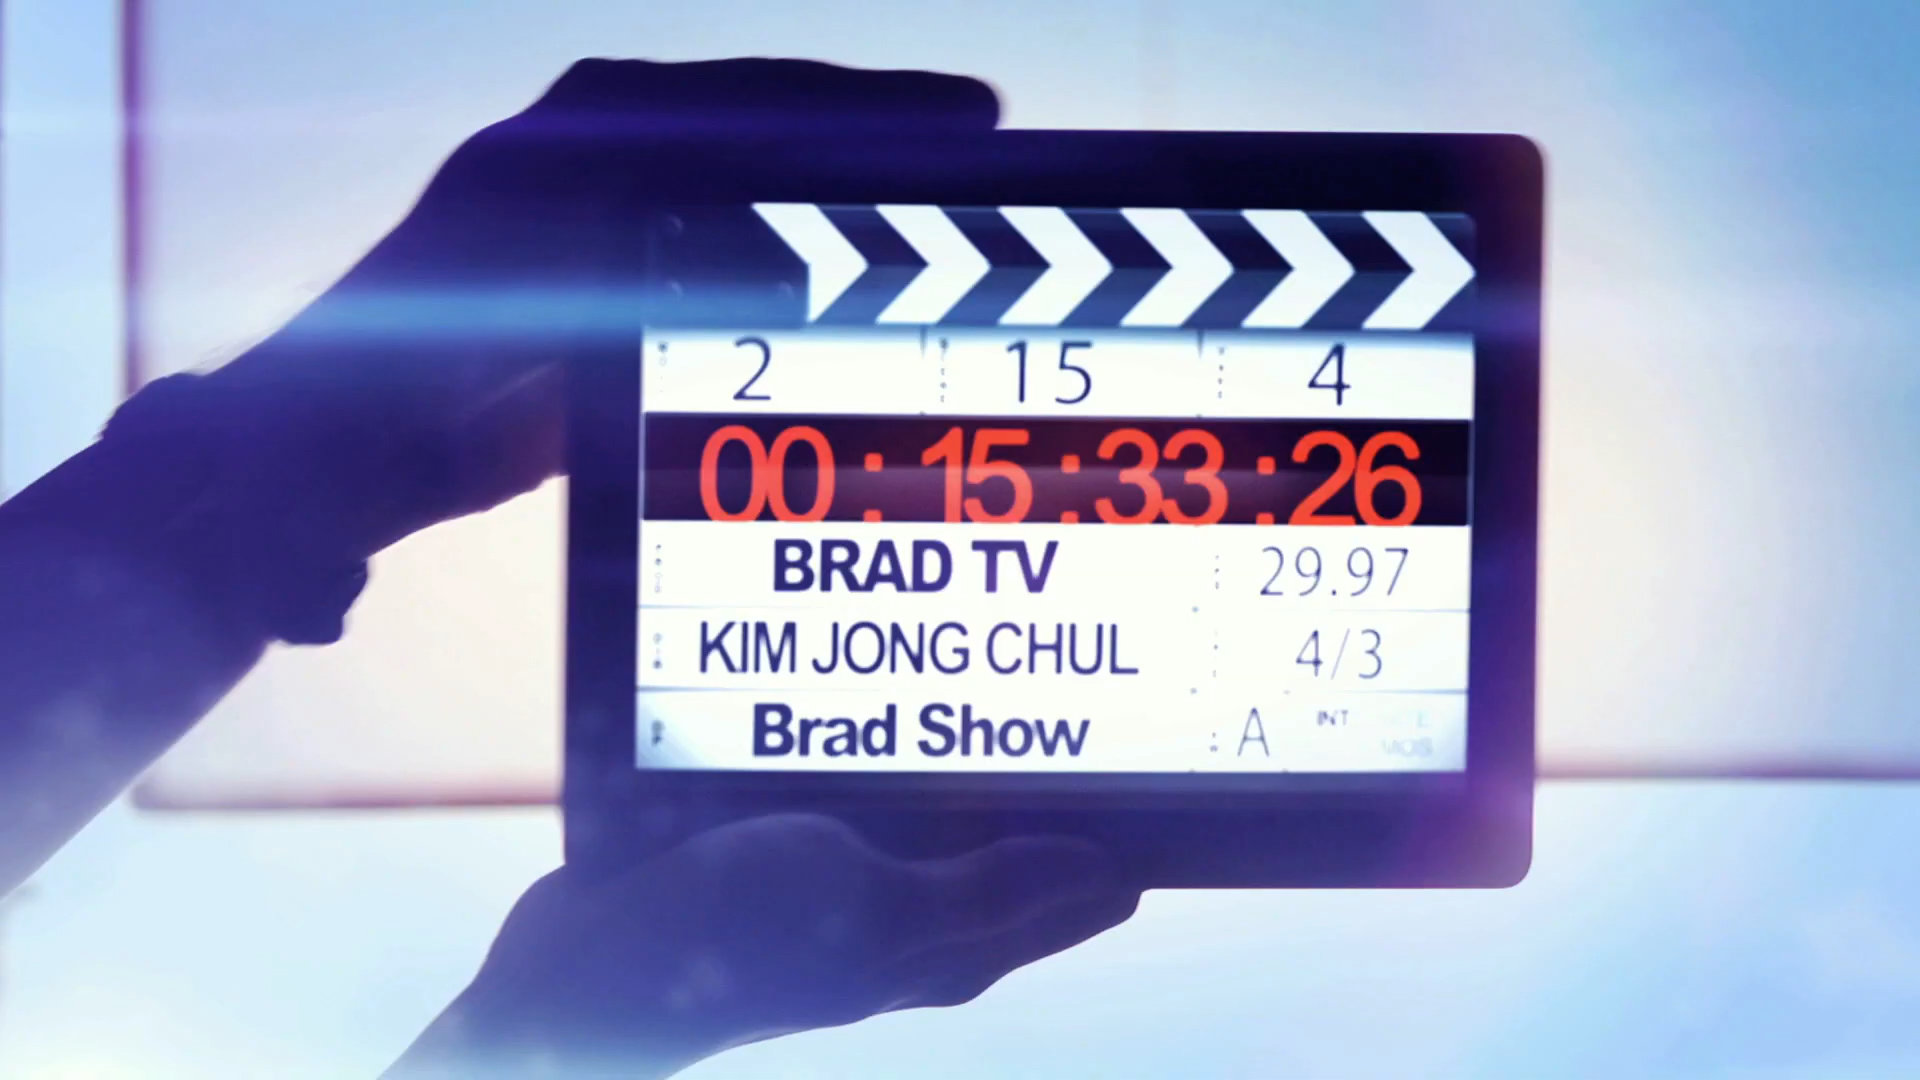 2 15 4
00:15:33:26
BRAD TV 29.97
KIM JONG CHUL 4/3
Brad Show A INT
MOS